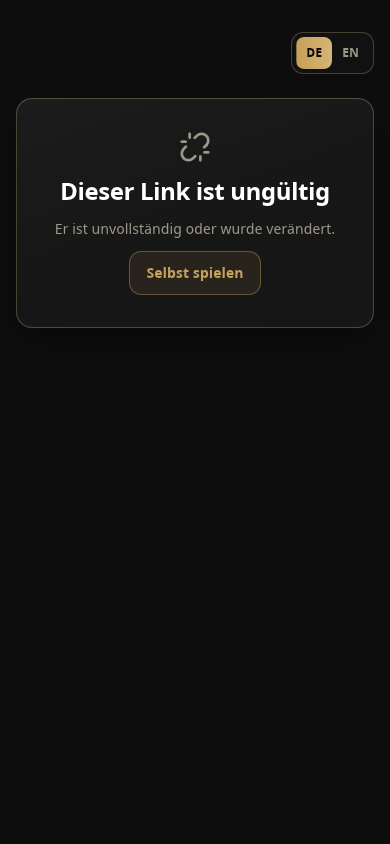 DE EN
Dieser Link ist ungültig
Er ist unvollständig oder wurde verändert.
Selbst spielen